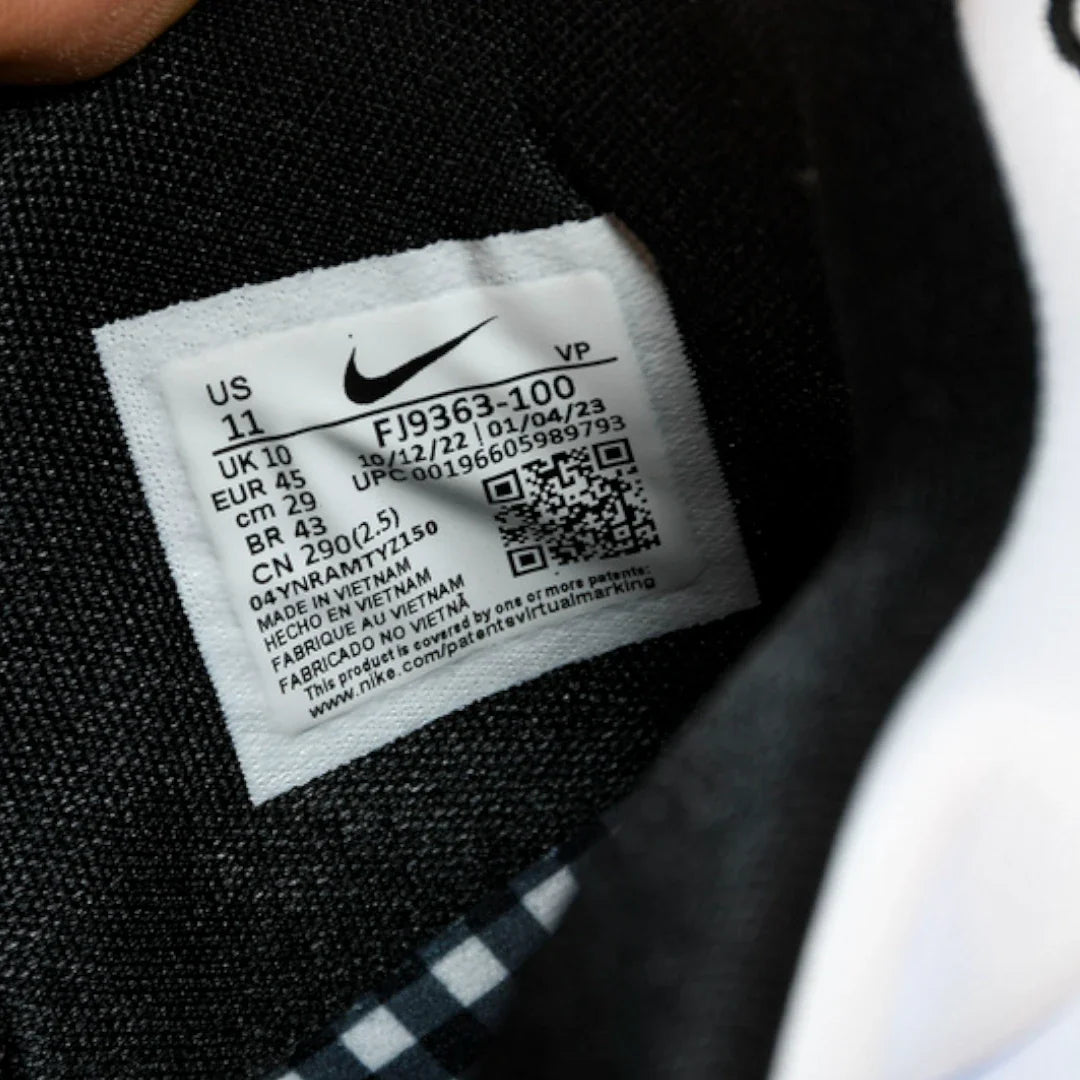 US
11
UK 10
EUR 45
cm 29
BR 43
CN 290(2.5)
VP
FJ9363-100
10/12/22 | 01/04/23
UPC 00196605989793
04YNRAMTYZ150
MADE IN VIETNAM
HECHO EN VIETNAM
FABRIQUE AU VIETNAM
FABRICADO NO VIETNÃ
This product is covered by one or more patents:
www.nike.com/patentsvirtualmarking